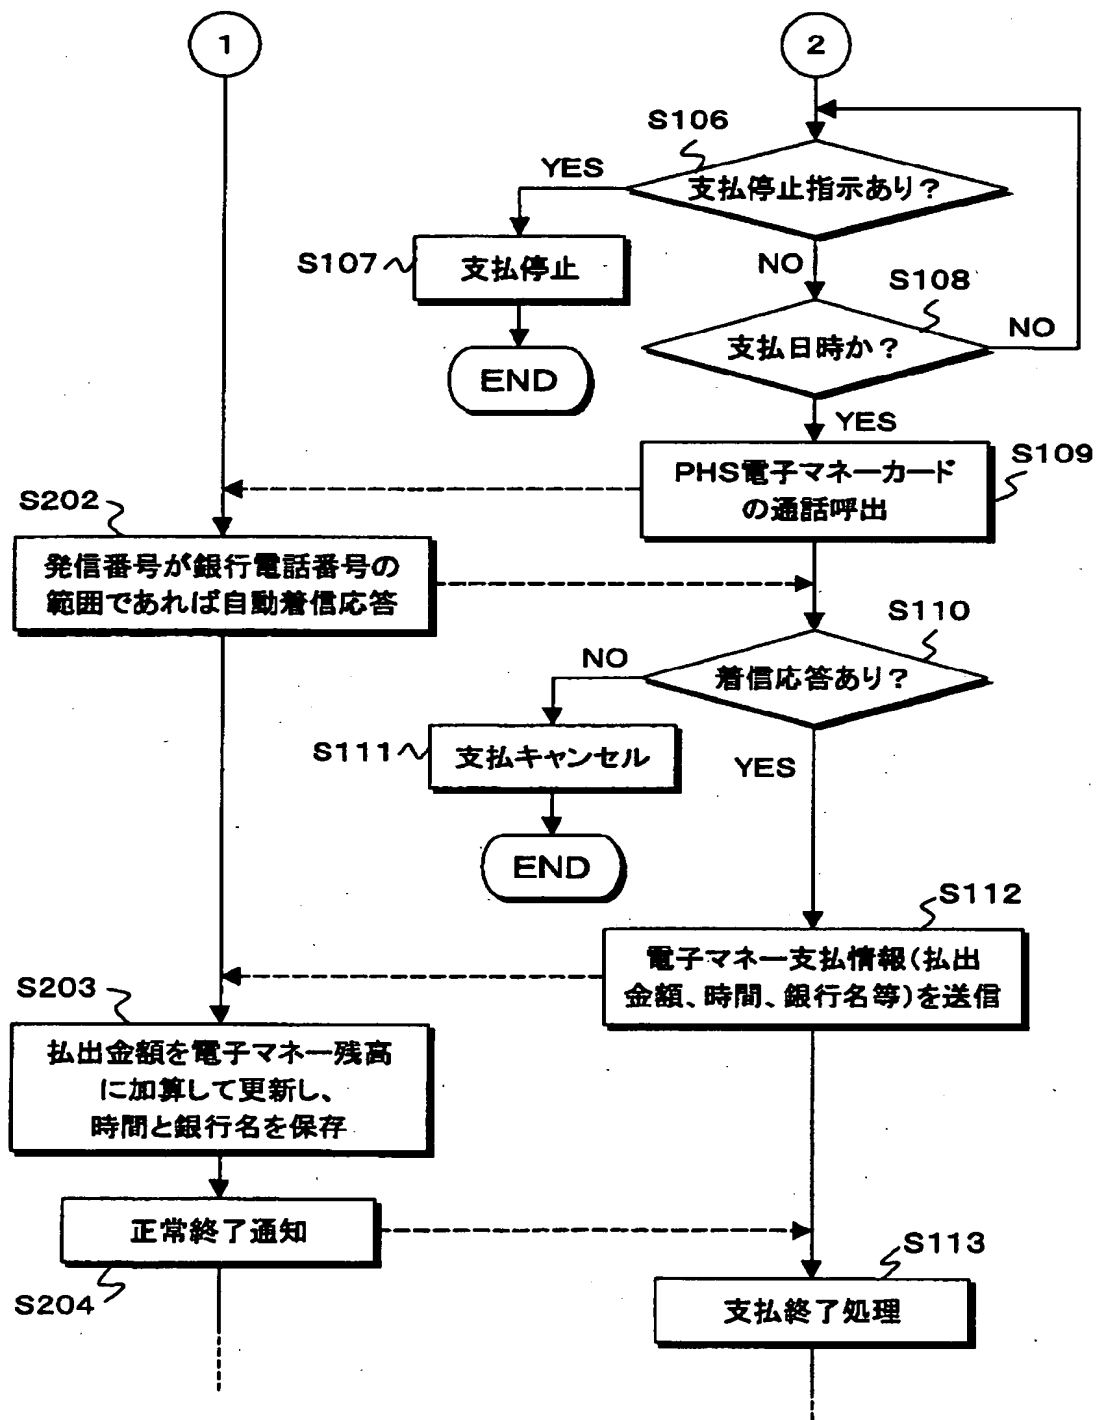 1
2
S106
YES
支払停止指示あり?
S107
支払停止
NO
S108
支払日時か?
NO
END
YES
PHS電子マネーカード
の通話呼出
S109
S202
発信番号が銀行電話番号の
範囲であれば自動着信応答
S110
NO
着信応答あり?
S111
支払キャンセル
YES
END
S112
電子マネー支払情報(払出
金額、時間、銀行名等)を送信
S203
払出金額を電子マネー残高
に加算して更新し、
時間と銀行名を保存
正常終了通知
S204
S113
支払終了処理